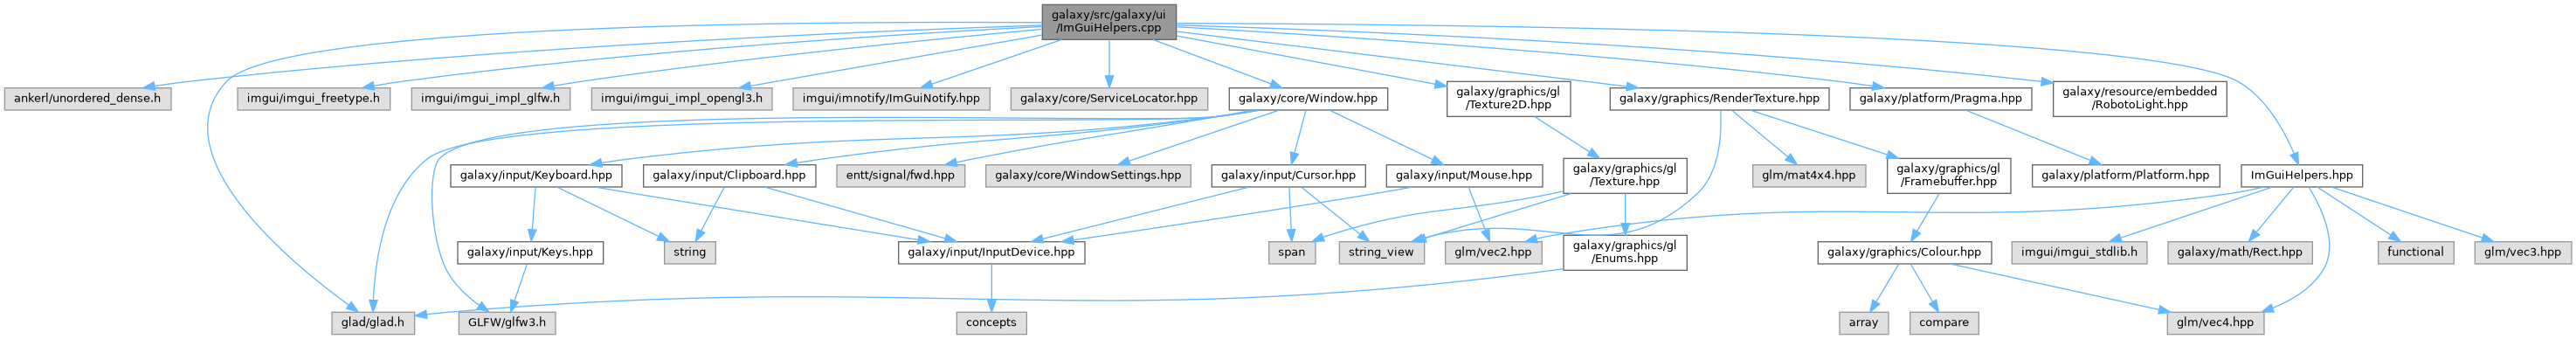 galaxy/src/galaxy/ui
/ImGuiHelpers.cpp
ankerl/unordered_dense.h
imgui/imgui_freetype.h
imgui/imgui_impl_glfw.h
imgui/imgui_impl_opengl3.h
imgui/imnotify/ImGuiNotify.hpp
galaxy/core/ServiceLocator.hpp
galaxy/core/Window.hpp
galaxy/graphics/gl
/Texture2D.hpp
galaxy/graphics/RenderTexture.hpp
galaxy/platform/Pragma.hpp
galaxy/resource/embedded
/RobotoLight.hpp
galaxy/input/Keyboard.hpp
galaxy/input/Clipboard.hpp
entt/signal/fwd.hpp
galaxy/core/WindowSettings.hpp
galaxy/input/Cursor.hpp
galaxy/input/Mouse.hpp
galaxy/graphics/gl
/Texture.hpp
glm/mat4x4.hpp
galaxy/graphics/gl
/Framebuffer.hpp
galaxy/platform/Platform.hpp
ImGuiHelpers.hpp
galaxy/input/Keys.hpp
string
galaxy/input/InputDevice.hpp
span
string_view
glm/vec2.hpp
galaxy/graphics/gl
/Enums.hpp
galaxy/graphics/Colour.hpp
imgui/imgui_stdlib.h
galaxy/math/Rect.hpp
functional
glm/vec3.hpp
glad/glad.h
GLFW/glfw3.h
concepts
array
compare
glm/vec4.hpp